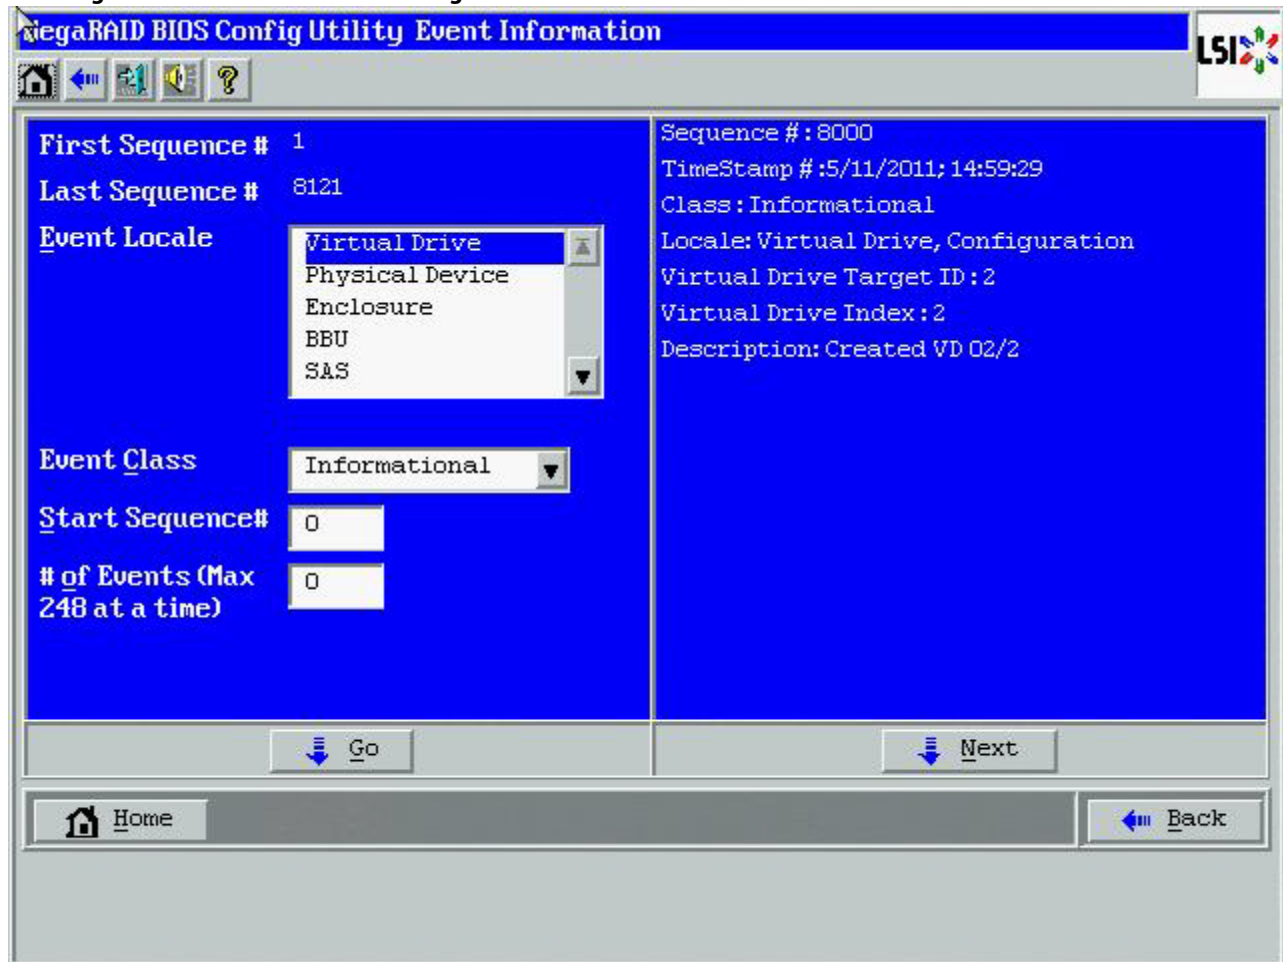 MegaRAID BIOS Config Utility Event Information
LSI
First Sequence # 1
Last Sequence # 8121
Event Locale
Virtual Drive
Physical Device
Enclosure
BBU
SAS
Event Class Informational
Start Sequence# 0
# of Events (Max 0
248 at a time)
Go
Sequence #:8000
TimeStamp #:5/11/2011; 14:59:29
Class:Informational
Locale: Virtual Drive, Configuration
Virtual Drive Target ID:2
Virtual Drive Index:2
Description: Created VD 02/2
Next
Home
Back